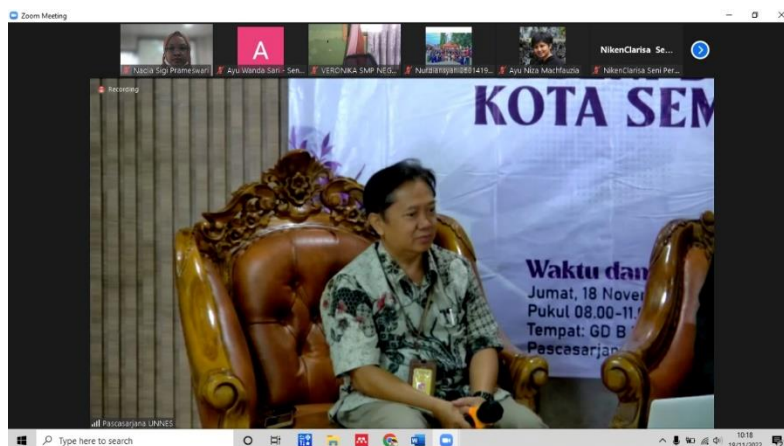 Zoom Meeting
A
NikenClarisa Se...
Nadia Sigi Prameswari
Ayu Wanda Sari - Sen...
VERONIKA SMP NEG...
Nurdiansyah
Ayu Niza Machfauzia
NikenClarisa Seni Per...
Recording
KOTA SEM
Waktu dan
Jumat, 18 Novem
Pukul 08.00-11.
Tempat: GD B
Pascasarjan
Pascasarjana UNNES
Type here to search
10:18